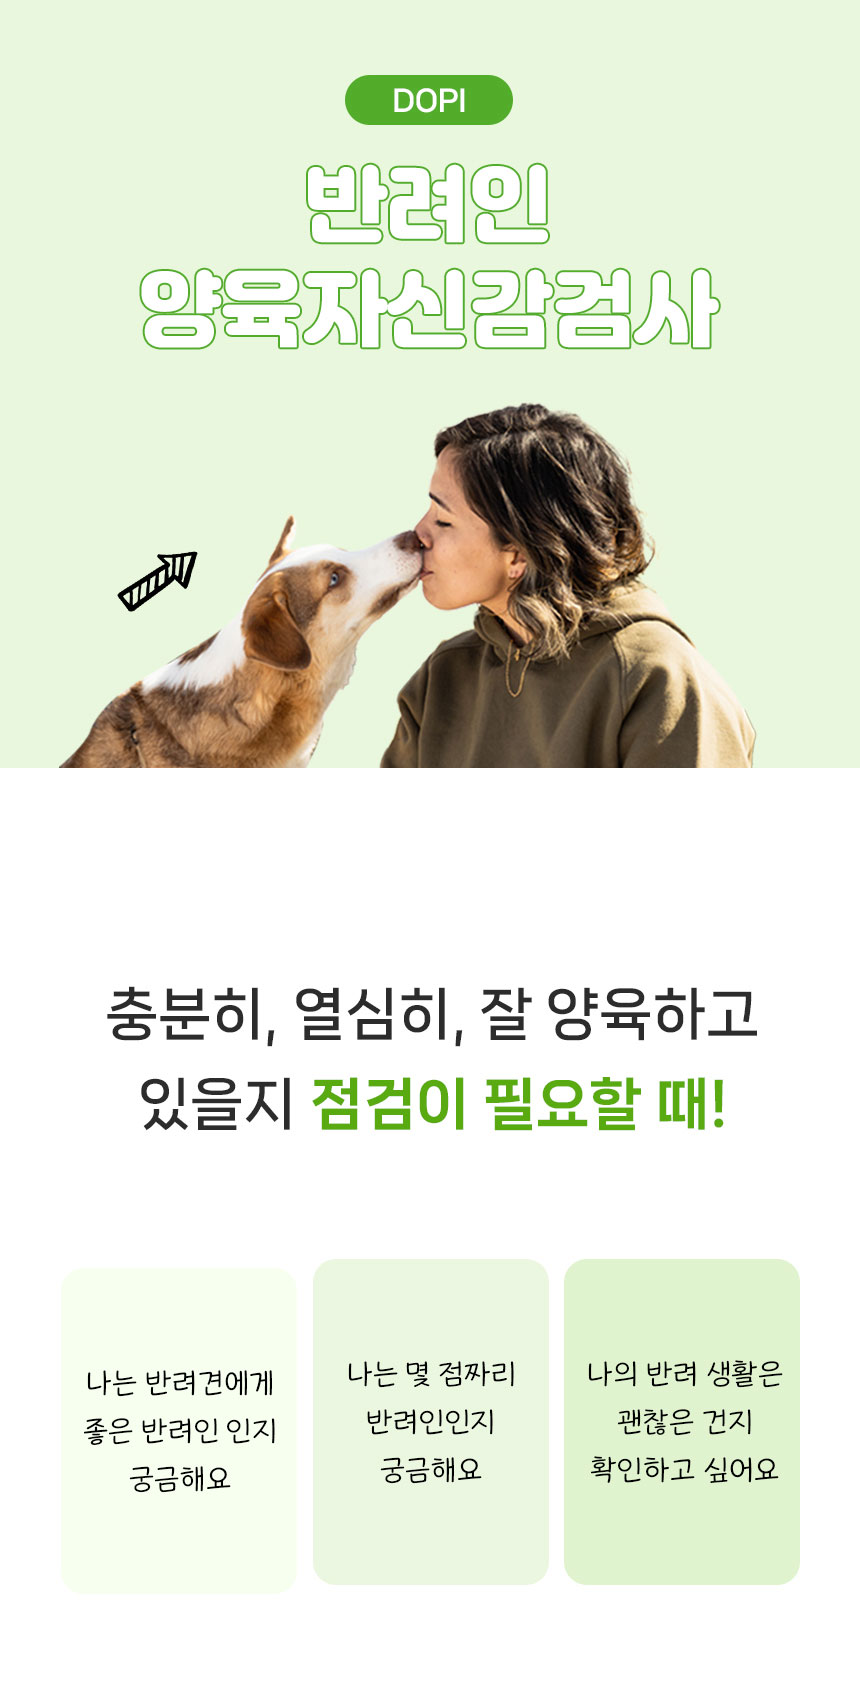 DOPI
반려인
양육자신감검사
충분히, 열심히, 잘 양육하고
있을지 점검이 필요할 때!
나는 반려견에게
좋은 반려인 인지
궁금해요
나는 몇 점짜리
반려인인지
궁금해요
나의 반려 생활은
괜찮은 건지
확인하고 싶어요